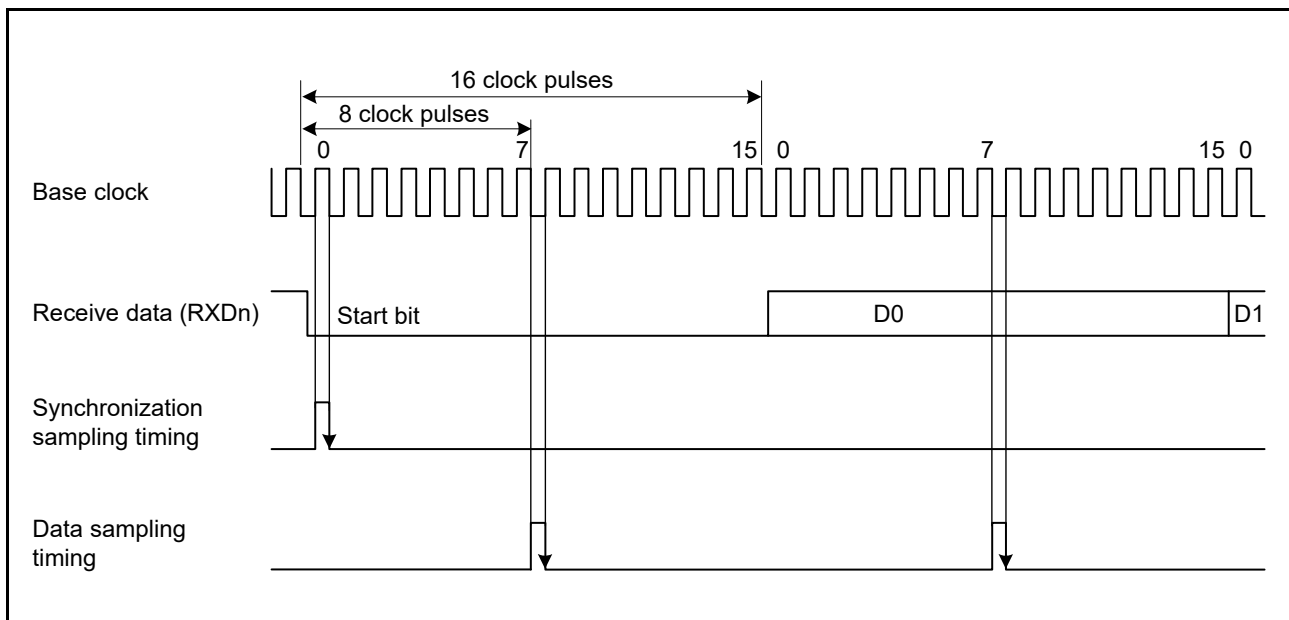 16 clock pulses
8 clock pulses
0 7 15 0 7 15 0
Base clock
Receive data (RXDn)
Start bit
D0
D1
Synchronization
sampling timing
Data sampling
timing